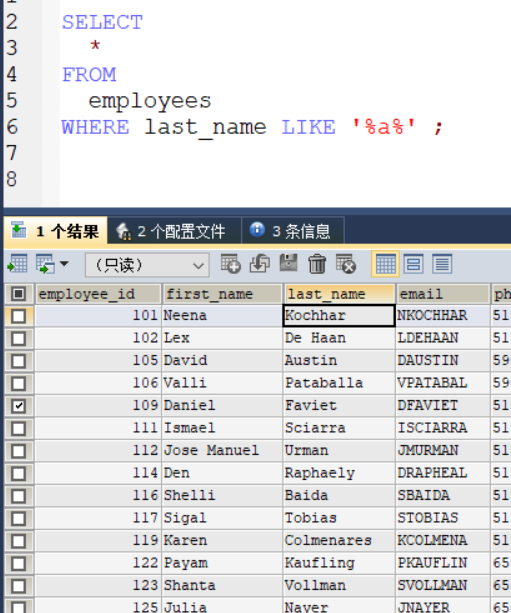 2 SELECT
3 *
4 FROM
5 employees
6 WHERE last_name LIKE '%a%' ;
7
8
1 个结果 2 个配置文件 3 条信息
（只读）
employee_id first_name last_name email ph
101 Neena Kochhar NKOCHHAR 51
102 Lex De Haan LDEHAAN 51
105 David Austin DAUSTIN 59
106 Valli Pataballa VPATABAL 59
109 Daniel Faviet DFAVIET 51
111 Ismael Sciarra ISCIARRA 51
112 Jose Manuel Urman JMURMAN 51
114 Den Raphaely DRAPHEAL 51
116 Shelli Baida SBAIDA 51
117 Sigal Tobias STOBIAS 51
119 Karen Colmenares KCOLMENA 51
122 Payam Kaufling PKAUFLIN 65
123 Shanta Vollman SVOLLMAN 65
125 Julia Nayer JNAYER 65